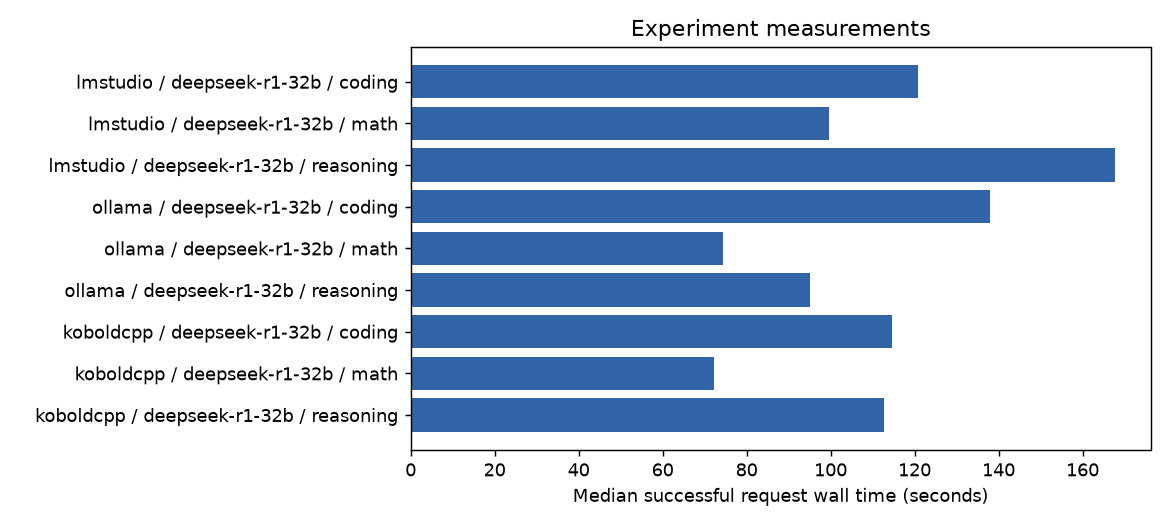 Experiment measurements
lmstudio / deepseek-r1-32b / coding
lmstudio / deepseek-r1-32b / math
lmstudio / deepseek-r1-32b / reasoning
ollama / deepseek-r1-32b / coding
ollama / deepseek-r1-32b / math
ollama / deepseek-r1-32b / reasoning
koboldcpp / deepseek-r1-32b / coding
koboldcpp / deepseek-r1-32b / math
koboldcpp / deepseek-r1-32b / reasoning
0 20 40 60 80 100 120 140 160
Median successful request wall time (seconds)